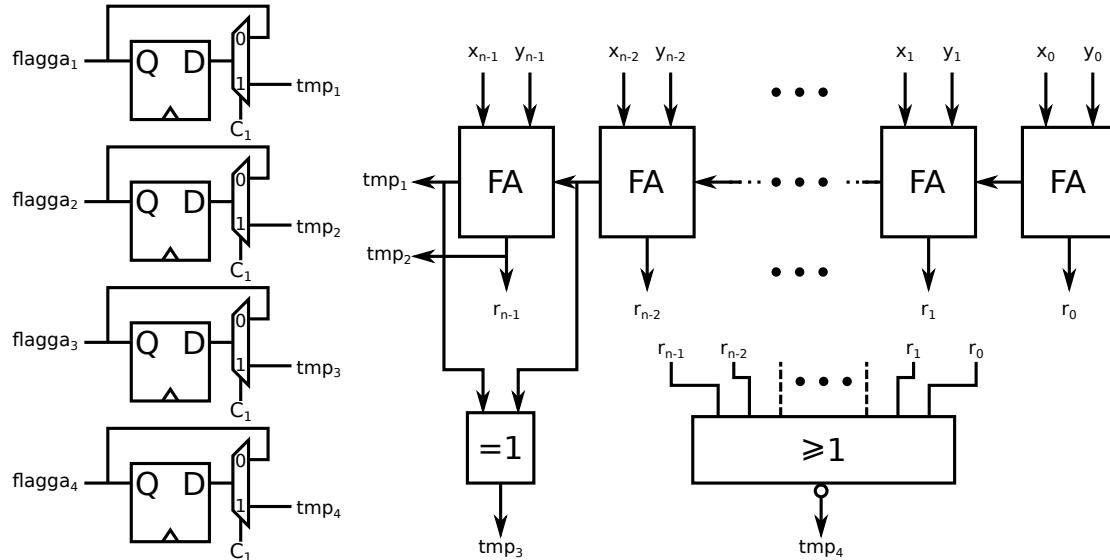 flagga₁ Q D 0 1 tmp₁ C₁
flagga₂ Q D 0 1 tmp₂ C₁
flagga₃ Q D 0 1 tmp₃ C₁
flagga₄ Q D 0 1 tmp₄ C₁
xₙ₋₁ yₙ₋₁ xₙ₋₂ yₙ₋₂ x₁ y₁ x₀ y₀
tmp₁ FA FA FA FA
tmp₂
rₙ₋₁ rₙ₋₂ r₁ r₀
rₙ₋₁ rₙ₋₂ r₁ r₀
=1 ⩾1
tmp₃ tmp₄